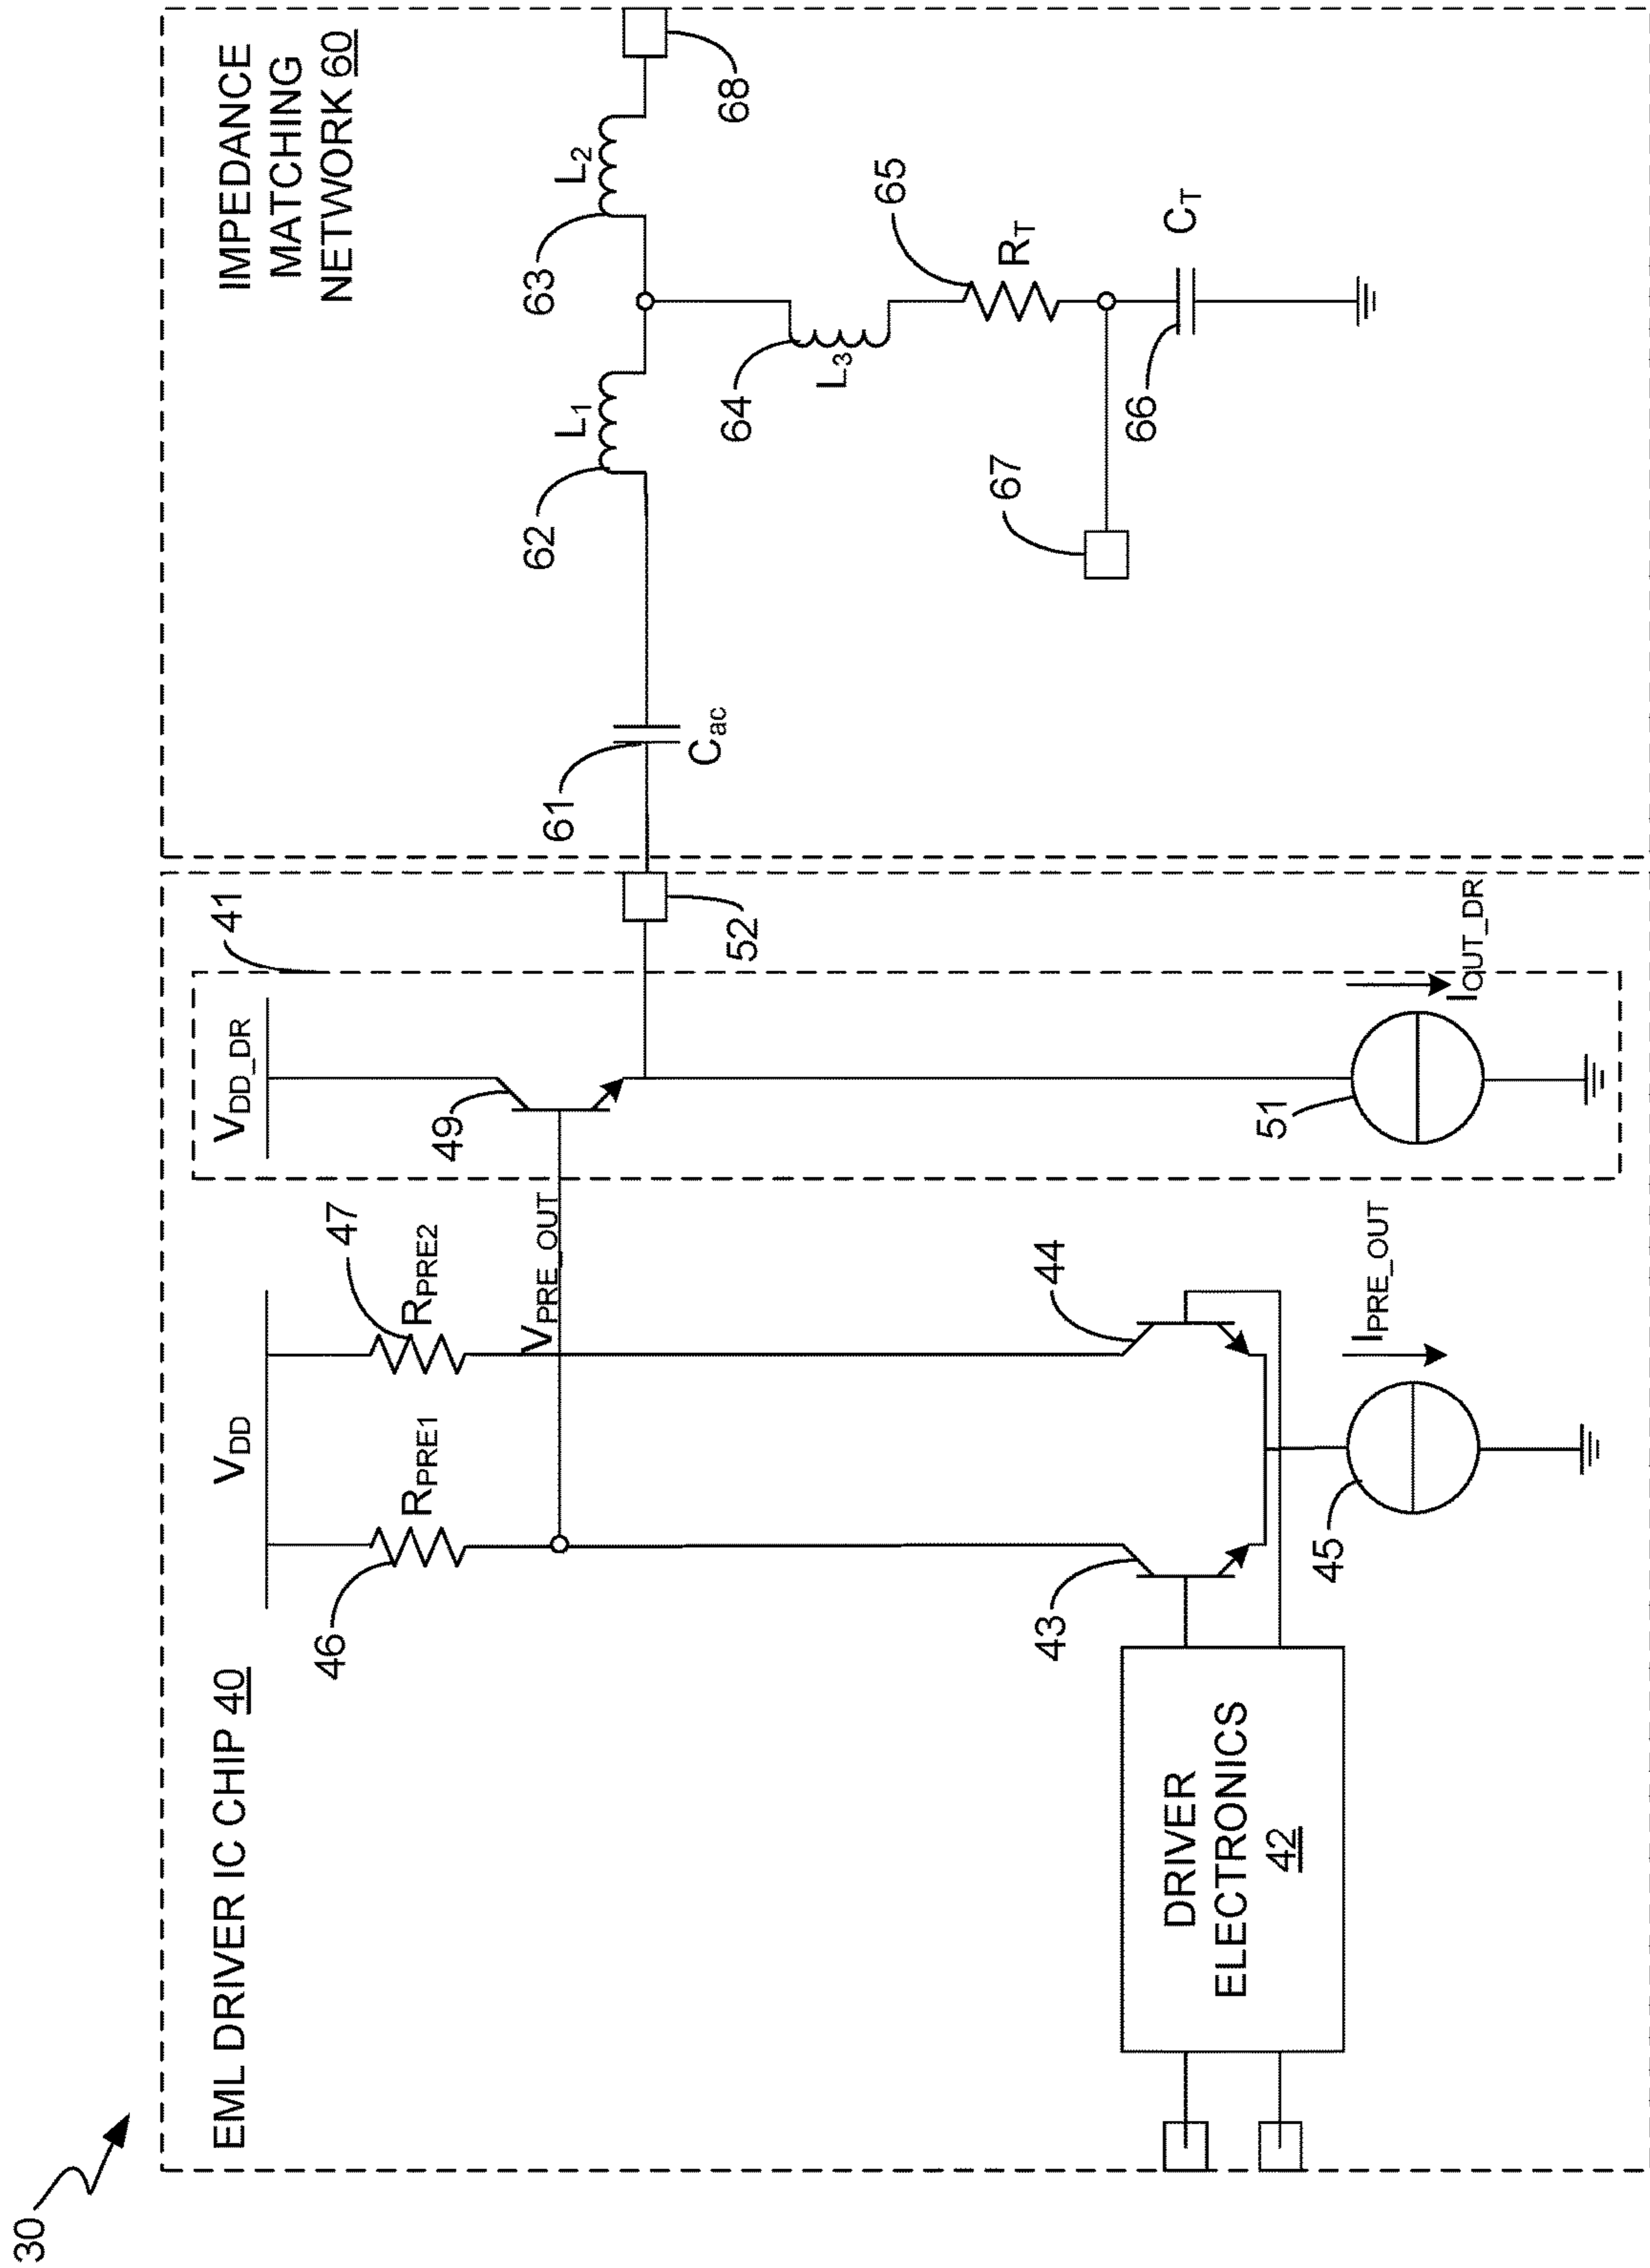 30
EML DRIVER IC CHIP 40
IMPEDANCE
MATCHING
NETWORK 60
V_DD
V_DD_DR
41
46
R_PRE1
R_PRE2
47
49
V_PRE_OUT
52
61
C_ac
62
L_1
63
L_2
68
64
L_3
65
R_T
67
66
C_T
43
44
DRIVER
ELECTRONICS
42
45
I_PRE_OUT
51
I_OUT_DR